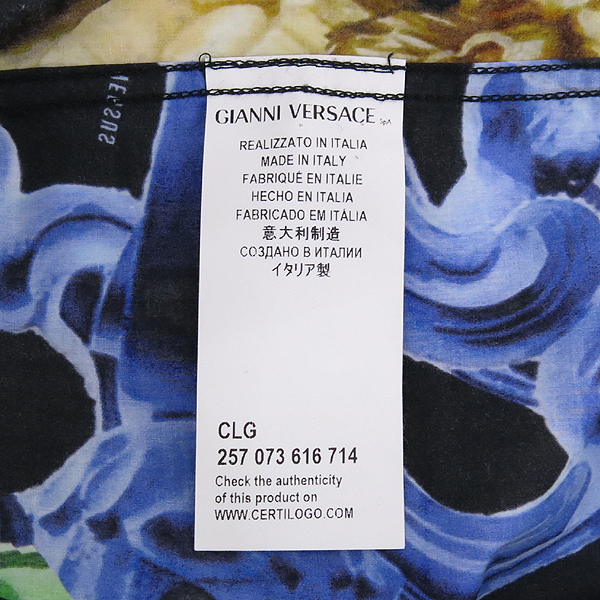 VERSUS
GIANNI VERSACE SpA
REALIZZATO IN ITALIA
MADE IN ITALY
FABRIQUÉ EN ITALIE
HECHO EN ITALIA
FABRICADO EM ITÁLIA
意大利制造
СОЗДАНО В ИТАЛИИ
イタリア製
CLG
257 073 616 714
Check the authenticity
of this product on
WWW.CERTILOGO.COM